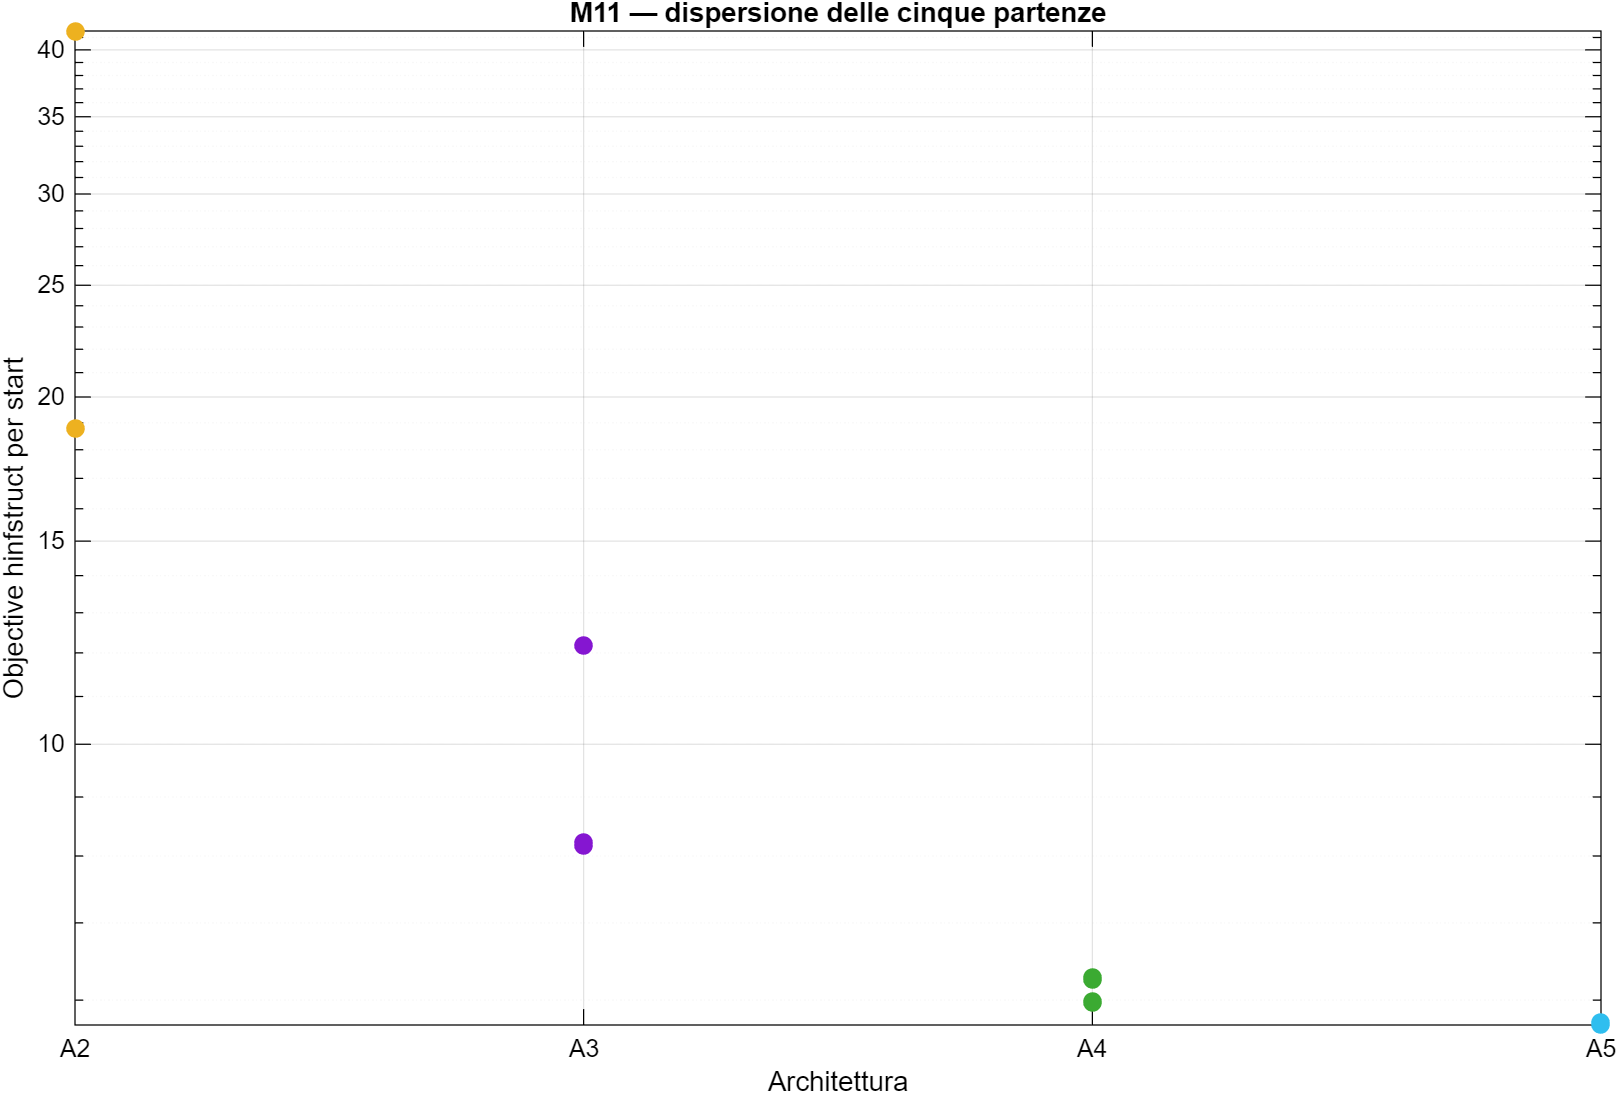 M11 — dispersione delle cinque partenze
Objective hinfstruct per start
40
35
30
25
20
15
10
A2
A3
A4
A5
Architettura